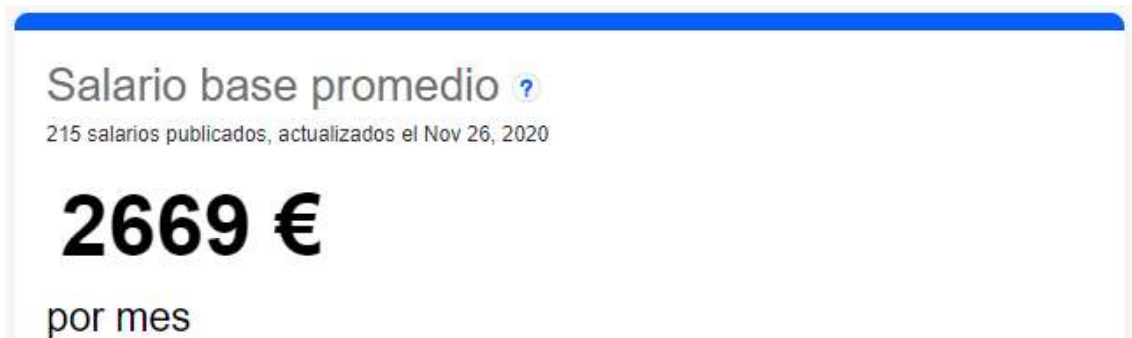 Salario base promedio ?
215 salarios publicados, actualizados el Nov 26, 2020
2669 €
por mes